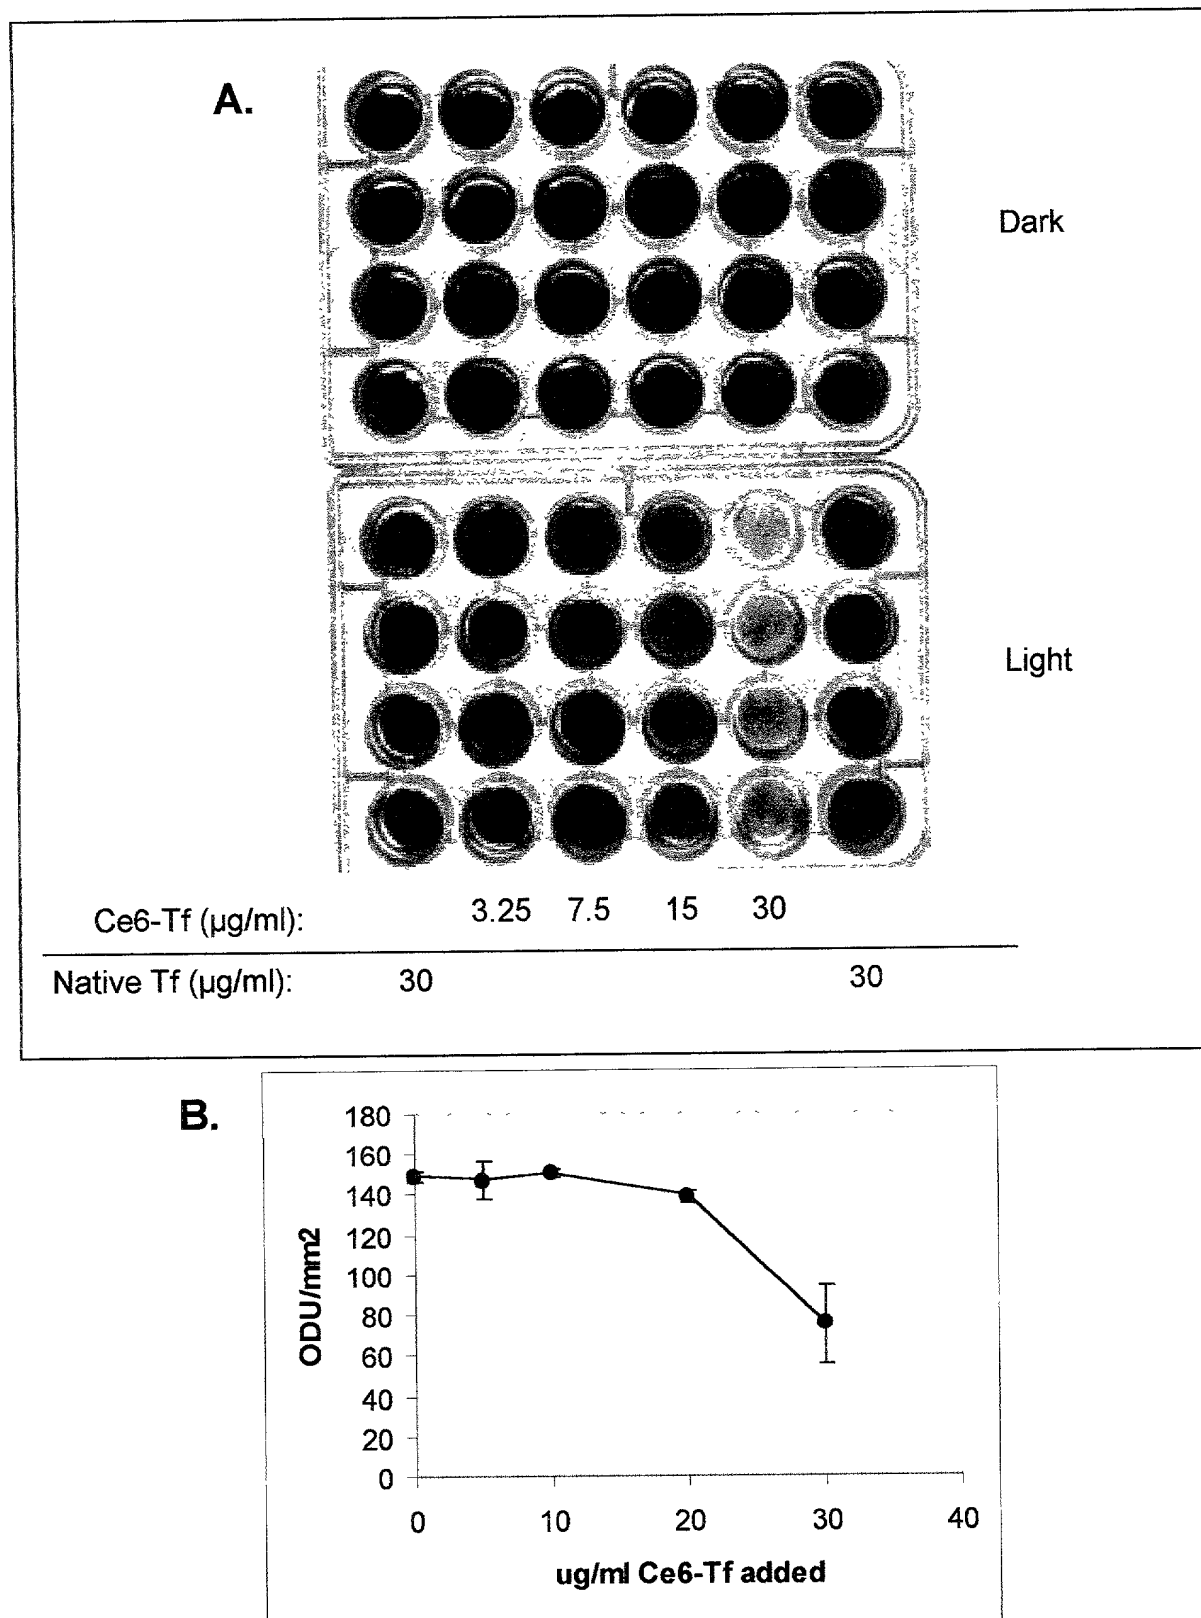 A.
Dark
Light
Ce6-Tf (µg/ml): 3.25 7.5 15 30
Native Tf (µg/ml): 30 30
B.
180
160
140
120
100
80
60
40
20
0
ODU/mm2
0 10 20 30 40
ug/ml Ce6-Tf added